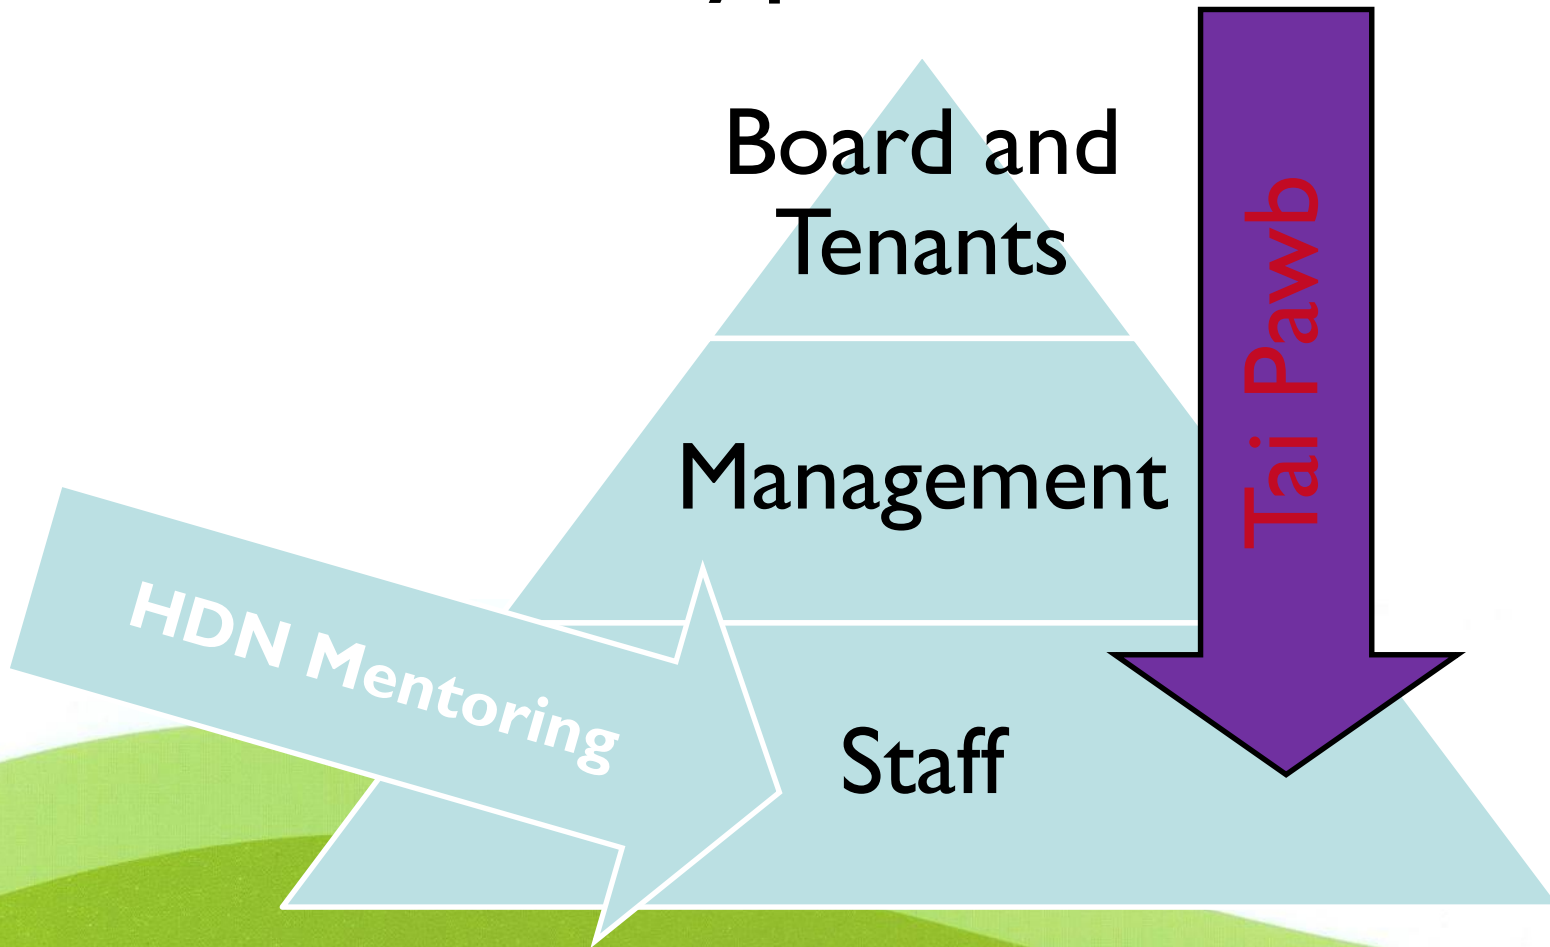 Board and
Tenants
Tai Pawb
Management
HDN Mentoring
Staff